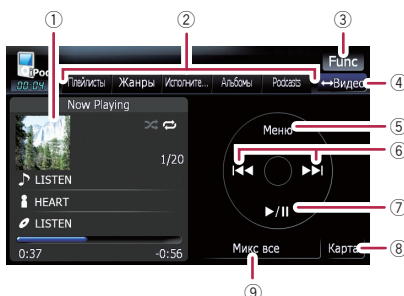 ① ② ③
iPod Func
00:04 Плейлисты Жанры Исполните... Альбомы Podcasts ↔Видео ④
Now Playing
Меню ⑤
1/20 ⑥
LISTEN
HEART
LISTEN ⑦
0:37 -0:56 Микс все Карта ⑧
⑨